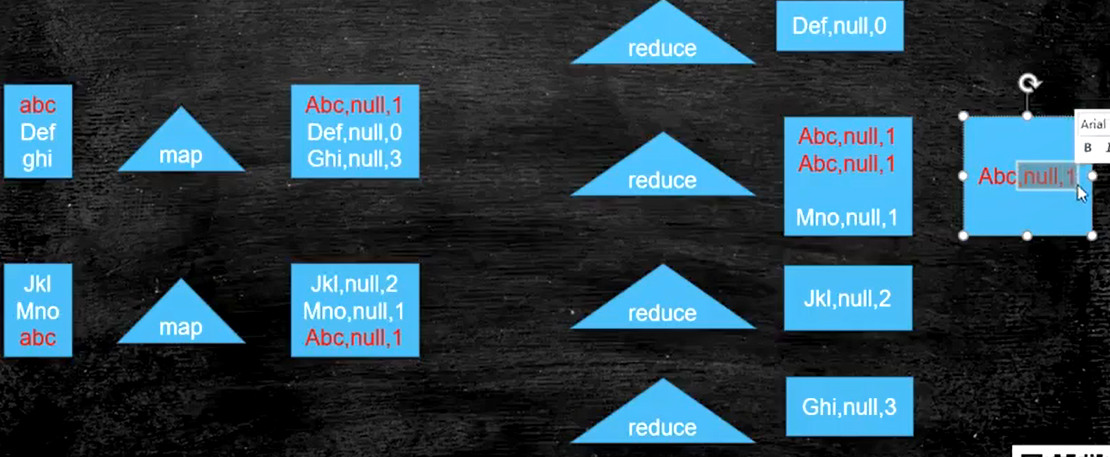 abc
Def
ghi
map
Abc,null,1
Def,null,0
Ghi,null,3
Jkl
Mno
abc
map
Jkl,null,2
Mno,null,1
Abc,null,1
reduce
Def,null,0
reduce
Abc,null,1
Abc,null,1
Mno,null,1
Abc,null,1
Arial
B
reduce
Jkl,null,2
reduce
Ghi,null,3